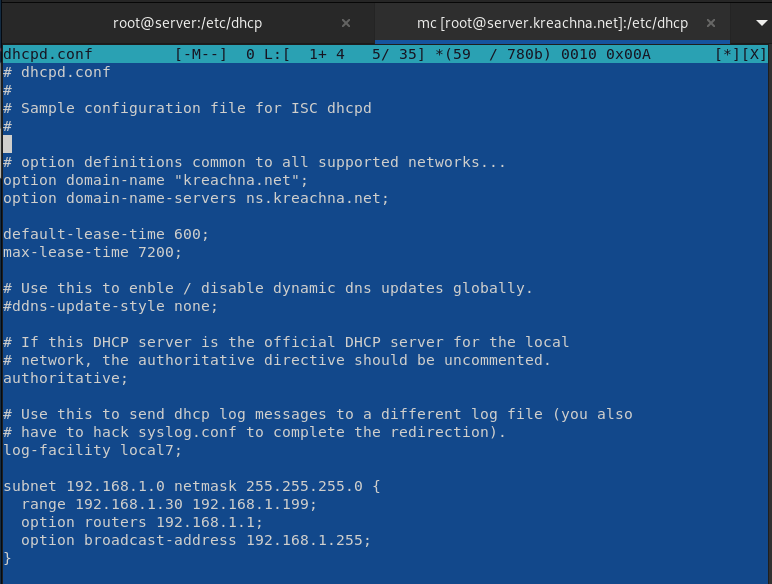 root@server:/etc/dhcp × mc [root@server.kreachna.net]:/etc/dhcp ×
dhcpd.conf [-M--] 0 L:[ 1+ 4 5/ 35] *(59 / 780b) 0010 0x00A [*][X]
# dhcpd.conf
#
# Sample configuration file for ISC dhcpd
#
# option definitions common to all supported networks...
option domain-name "kreachna.net";
option domain-name-servers ns.kreachna.net;
default-lease-time 600;
max-lease-time 7200;
# Use this to enble / disable dynamic dns updates globally.
#ddns-update-style none;
# If this DHCP server is the official DHCP server for the local
# network, the authoritative directive should be uncommented.
authoritative;
# Use this to send dhcp log messages to a different log file (you also
# have to hack syslog.conf to complete the redirection).
log-facility local7;
subnet 192.168.1.0 netmask 255.255.255.0 {
range 192.168.1.30 192.168.1.199;
option routers 192.168.1.1;
option broadcast-address 192.168.1.255;
}